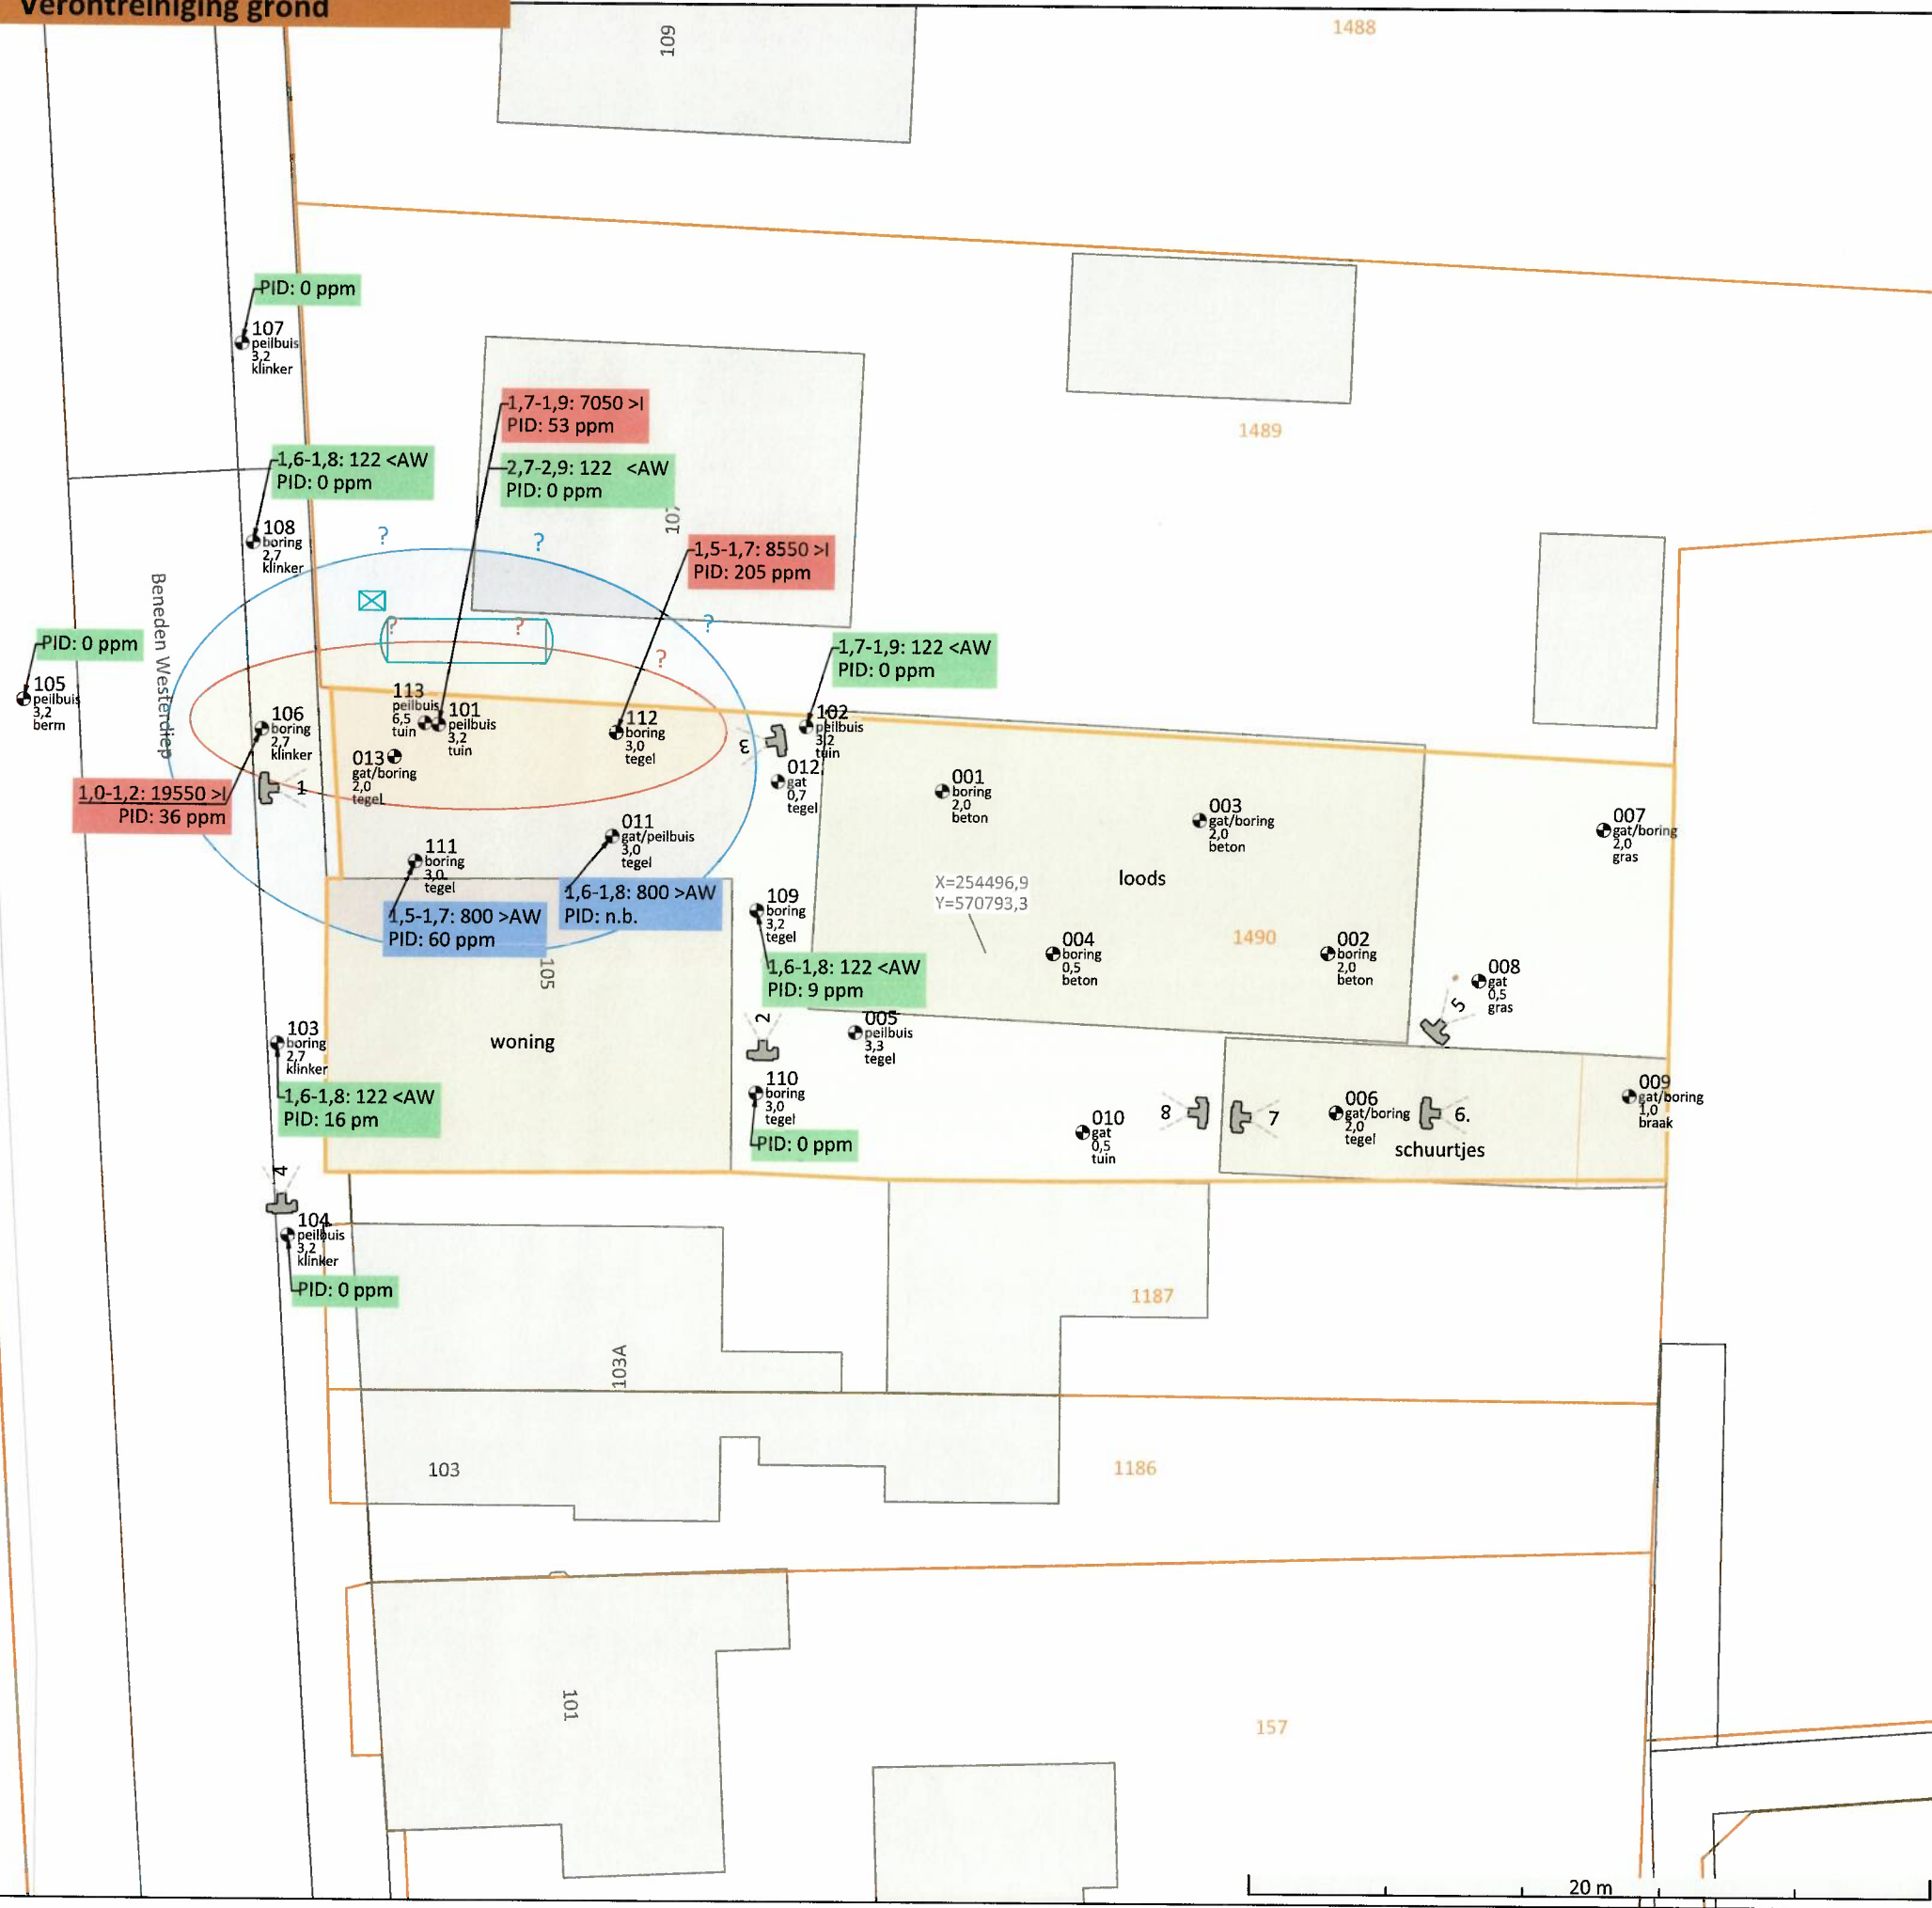 Verontreiniging grond
109
1488
PID: 0 ppm
107
peilbuis
3,2
klinker
1,7-1,9: 7050 >I
PID: 53 ppm
1489
1,6-1,8: 122 <AW
PID: 0 ppm
2,7-2,9: 122 <AW
PID: 0 ppm
107
108
boring
2,7
klinker
?
?
1,5-1,7: 8550 >I
PID: 205 ppm
Beneden Westerdiep
?
?
?
?
PID: 0 ppm
105
peilbuis
3,2
berm
1,7-1,9: 122 <AW
PID: 0 ppm
106
boring
2,7
klinker
113
peilbuis
6,5
tuin
101
peilbuis
3,2
tuin
112
boring
3,0
tegel
3
102
peilbuis
3,2
tuin
013
gat/boring
2,0
tegel
012
gat
0,7
tegel
1
1,0-1,2: 19550 >I
PID: 36 ppm
001
boring
2,0
beton
003
gat/boring
2,0
beton
007
gat/boring
2,0
gras
111
boring
3,0
tegel
011
gat/peilbuis
3,0
tegel
1,6-1,8: 800 >AW
PID: n.b.
1,5-1,7: 800 >AW
PID: 60 ppm
109
boring
3,2
tegel
1,6-1,8: 122 <AW
PID: 9 ppm
X=254496,9
Y=570793,3
loods
1490
004
boring
0,5
beton
002
boring
2,0
beton
008
gat
0,5
gras
5
105
woning
2
005
peilbuis
3,3
tegel
103
boring
2,7
klinker
1,6-1,8: 122 <AW
PID: 16 pm
110
boring
3,0
tegel
PID: 0 ppm
010
gat
0,5
tuin
8
7
006
gat/boring
2,0
tegel
6.
schuurtjes
009
gat/boring
1,0
braak
4
104
peilbuis
3,2
klinker
PID: 0 ppm
1187
103A
103
1186
101
157
20 m